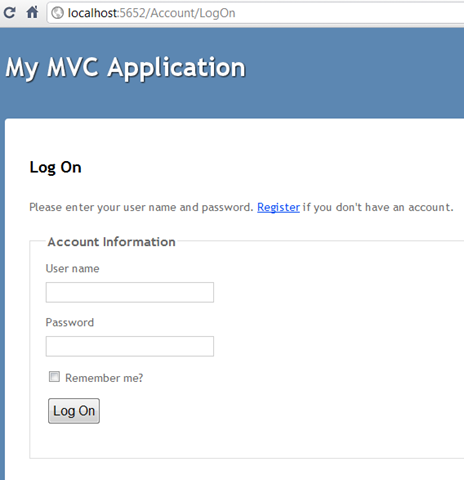 localhost:5652/Account/LogOn
My MVC Application
Log On
Please enter your user name and password. Register if you don't have an account.
Account Information
User name
Password
Remember me?
Log On